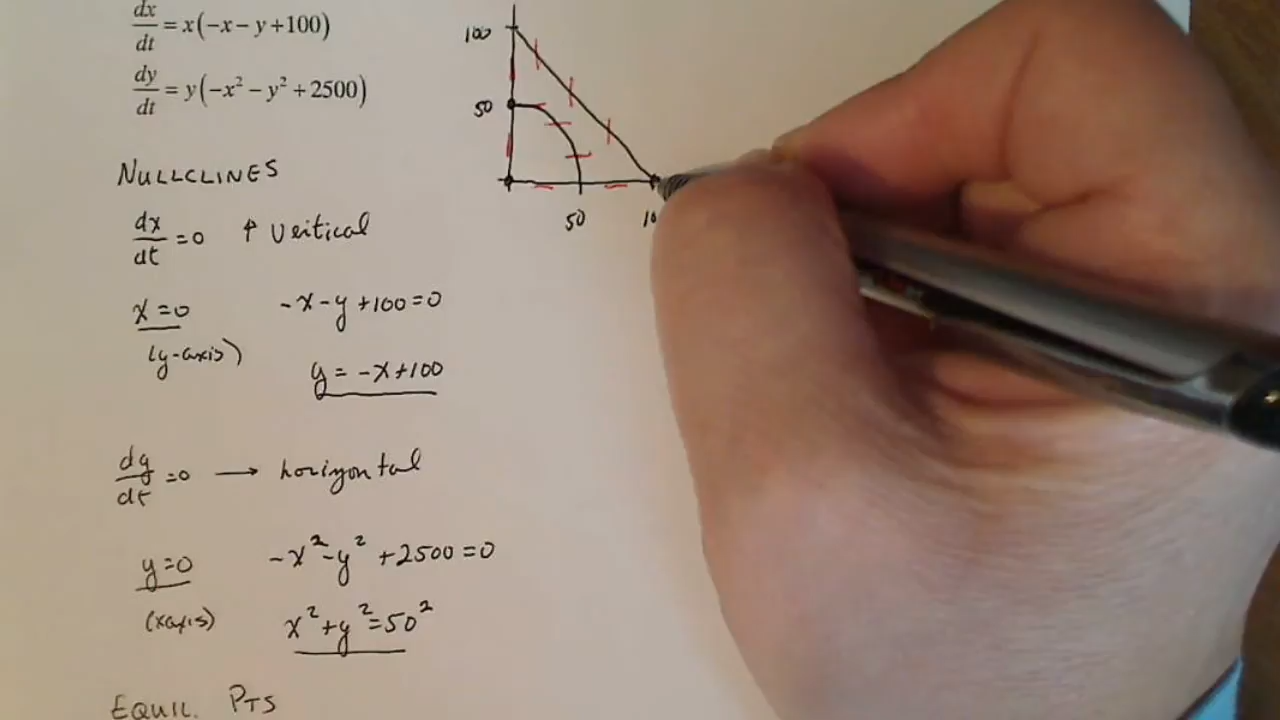 dx/dt = x(-x - y + 100)
dy/dt = y(-x² - y² + 2500)
NULLCLINES
dx/dt = 0 ↑ vertical
x = 0 -x - y + 100 = 0
(y-axis)
y = -x + 100
dy/dt = 0 → horizontal
y = 0 -x² - y² + 2500 = 0
(x axis) x² + y² = 50²
EQUIL. PTS
100
50
50 10